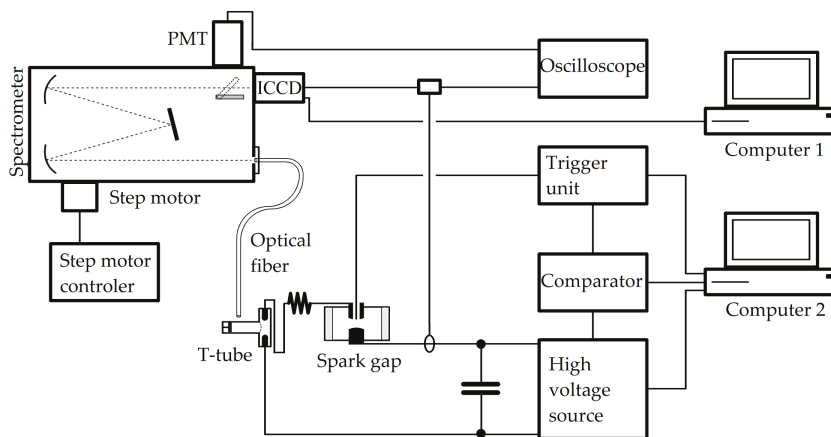 PMT
Oscilloscope
ICCD
Spectrometer
Computer 1
Trigger
unit
Step motor
Optical
fiber
Step motor
controler
Comparator
Computer 2
T-tube
Spark gap
High
voltage
source